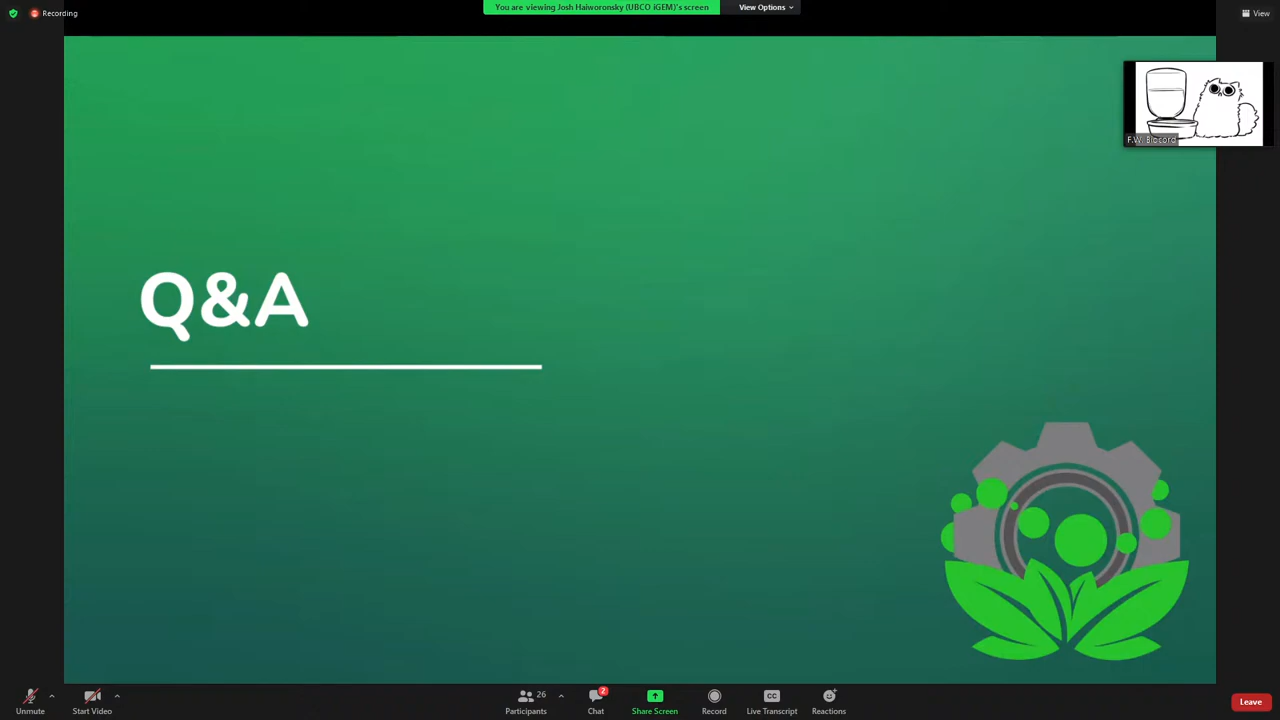 Recording
You are viewing Josh Haiworonsky (UBCO iGEM)'s screen
View Options
View
F.W. Biocord
Q&A
Unmute
Start Video
26
Participants
2
Chat
Share Screen
Record
CC
Live Transcript
Reactions
Leave